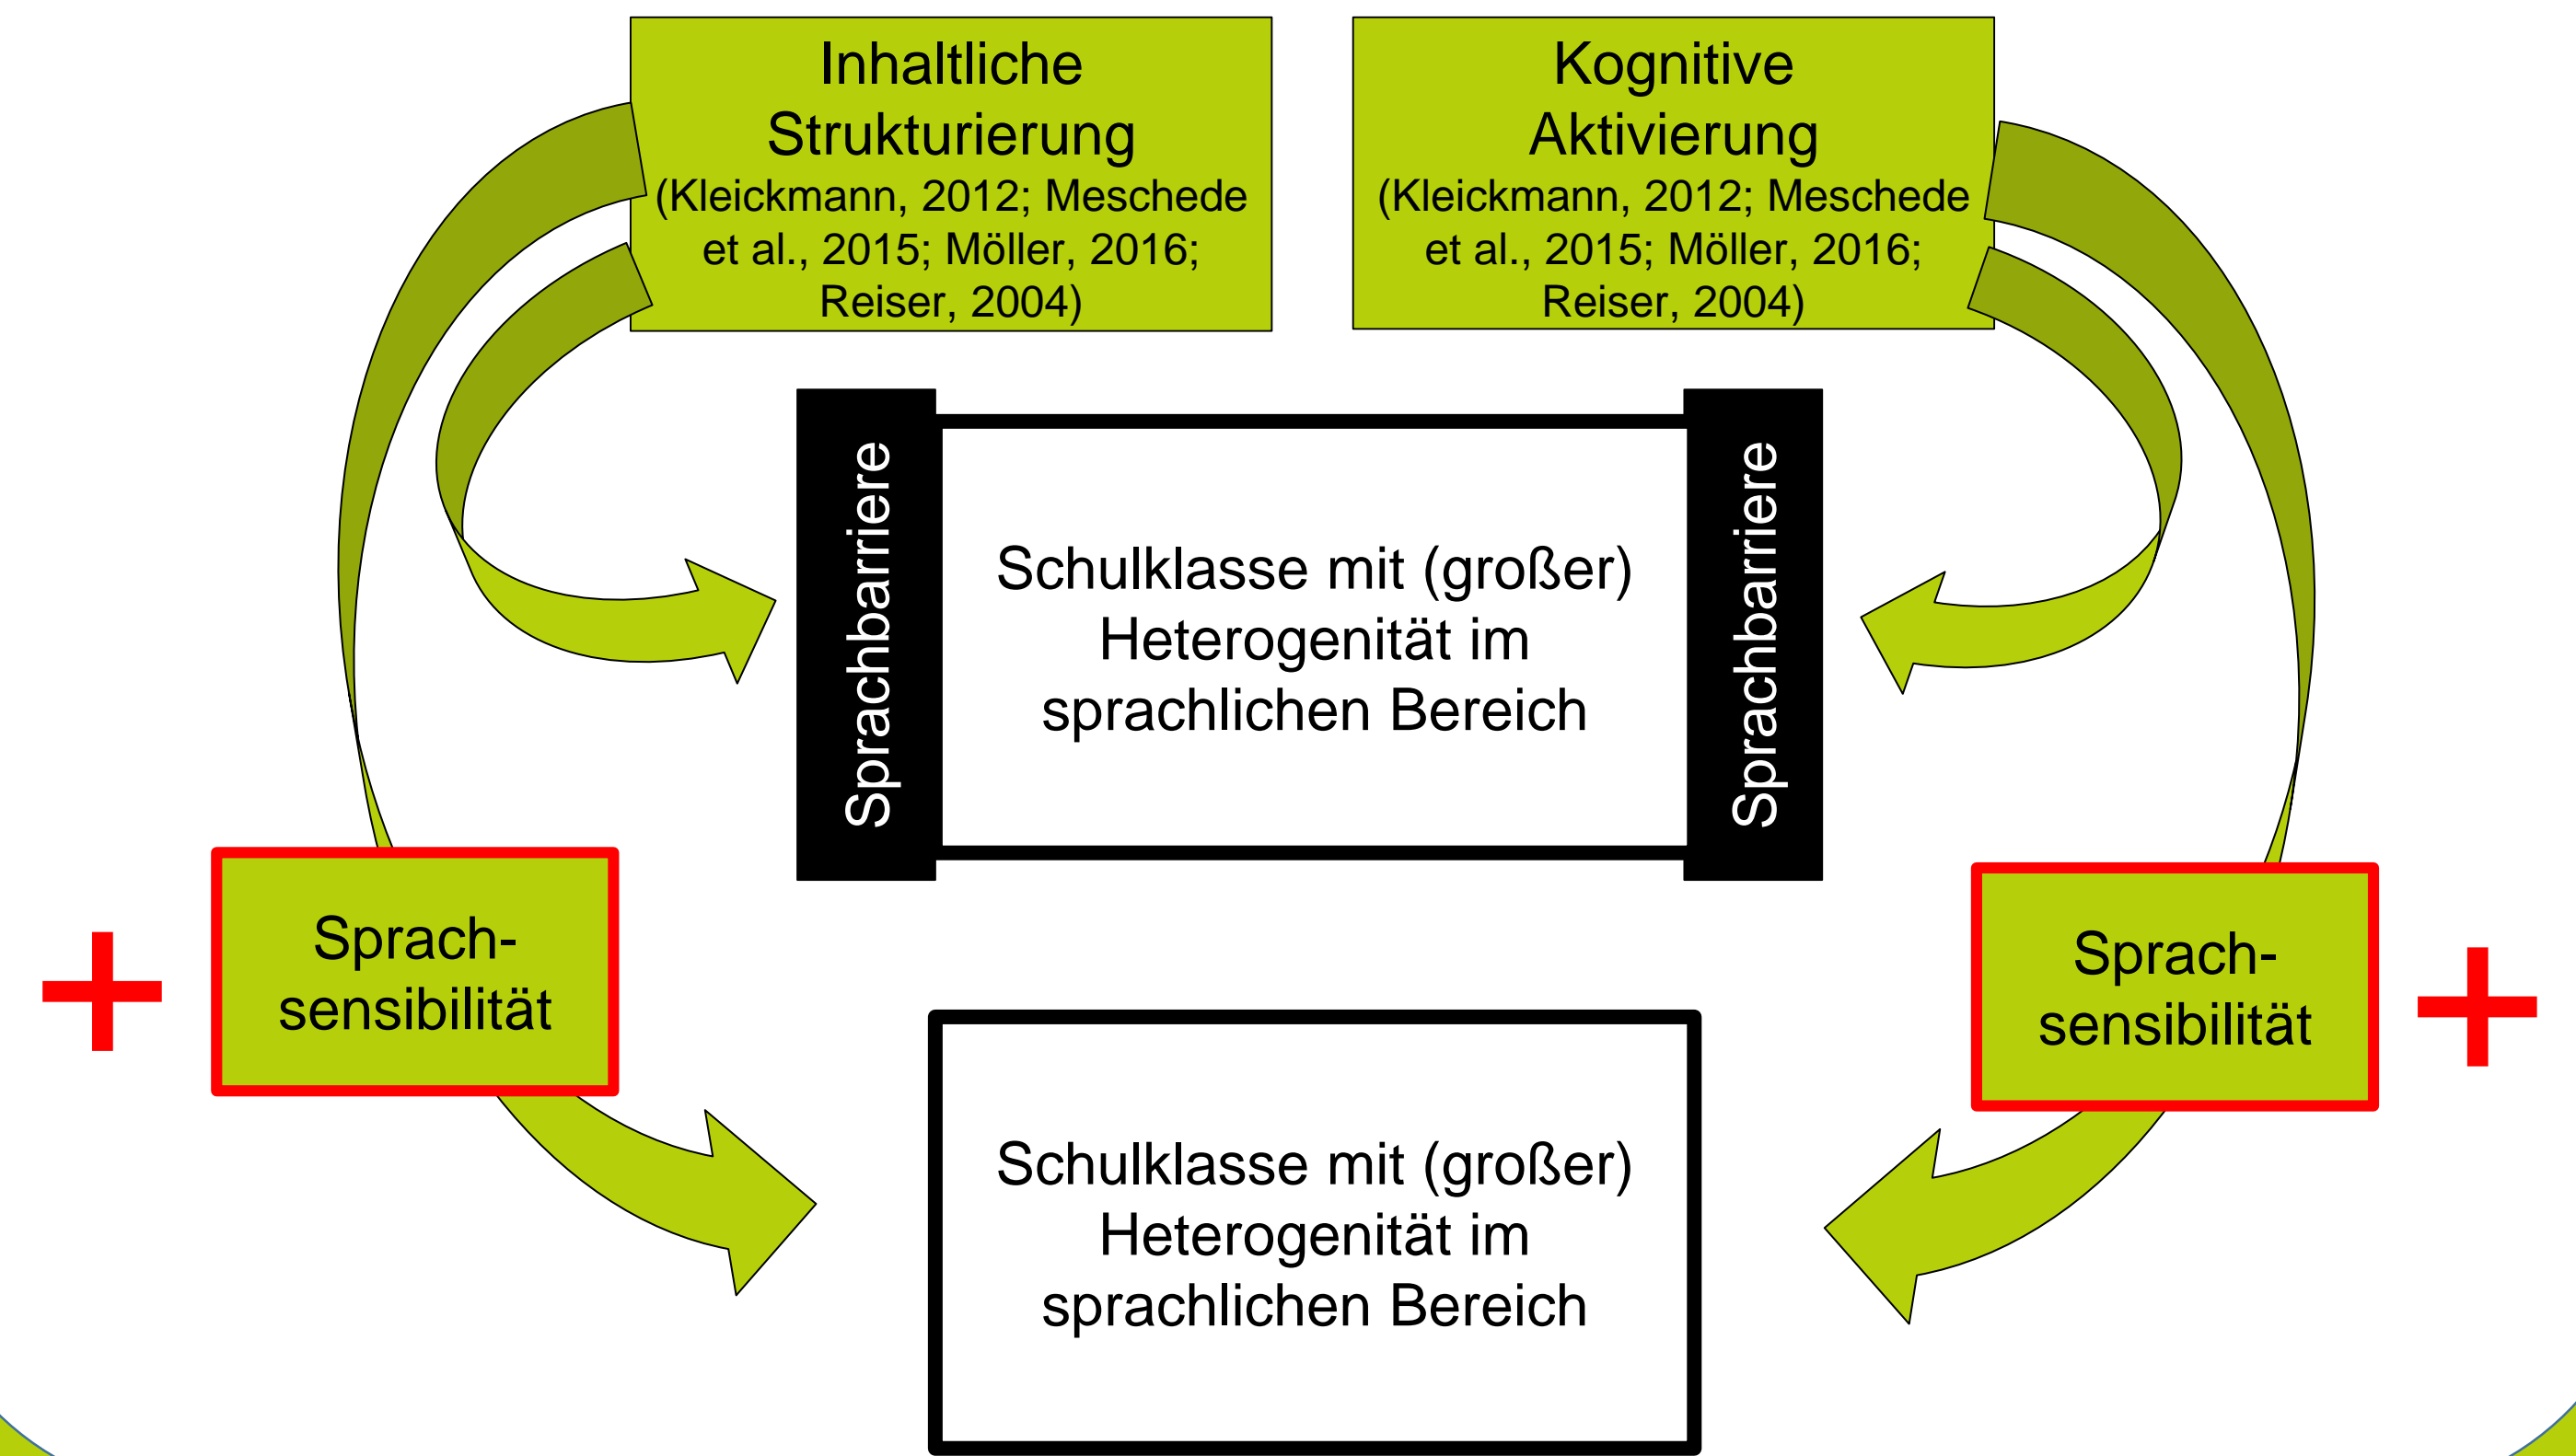 Inhaltliche
Strukturierung
(Kleickmann, 2012; Meschede
et al., 2015; Möller, 2016;
Reiser, 2004)
Kognitive
Aktivierung
(Kleickmann, 2012; Meschede
et al., 2015; Möller, 2016;
Reiser, 2004)
Sprachbarriere
Schulklasse mit (großer)
Heterogenität im
sprachlichen Bereich
Sprachbarriere
+
Sprach-
sensibilität
Sprach-
sensibilität
+
Schulklasse mit (großer)
Heterogenität im
sprachlichen Bereich